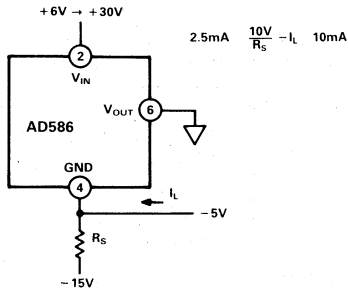 +6V → +30V
2.5mA 10V/R_S −I_L 10mA
2
V_IN
V_OUT 6
AD586
GND
4
I_L
−5V
R_S
−15V